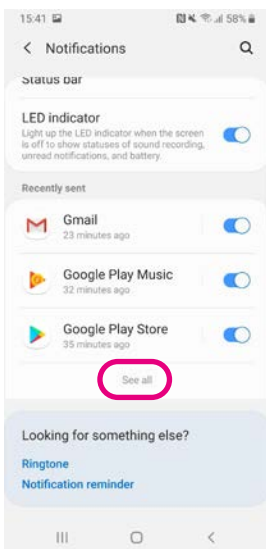 15:41 58%
Notifications
Status bar
LED indicator
Light up the LED indicator when the screen
is off to show statuses of sound recording,
unread notifications, and battery.
Recently sent
Gmail
23 minutes ago
Google Play Music
32 minutes ago
Google Play Store
35 minutes ago
See all
Looking for something else?
Ringtone
Notification reminder